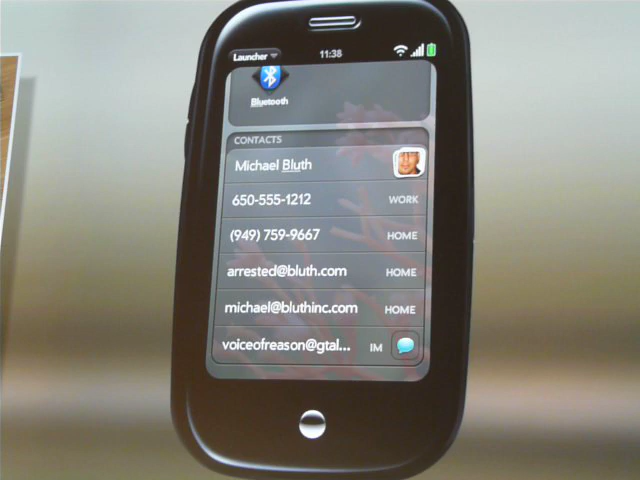 Launcher 11:38
Bluetooth
CONTACTS
Michael Bluth
650-555-1212 WORK
(949) 759-9667 HOME
arrested@bluth.com HOME
michael@bluthinc.com HOME
voiceofreason@gtal... IM